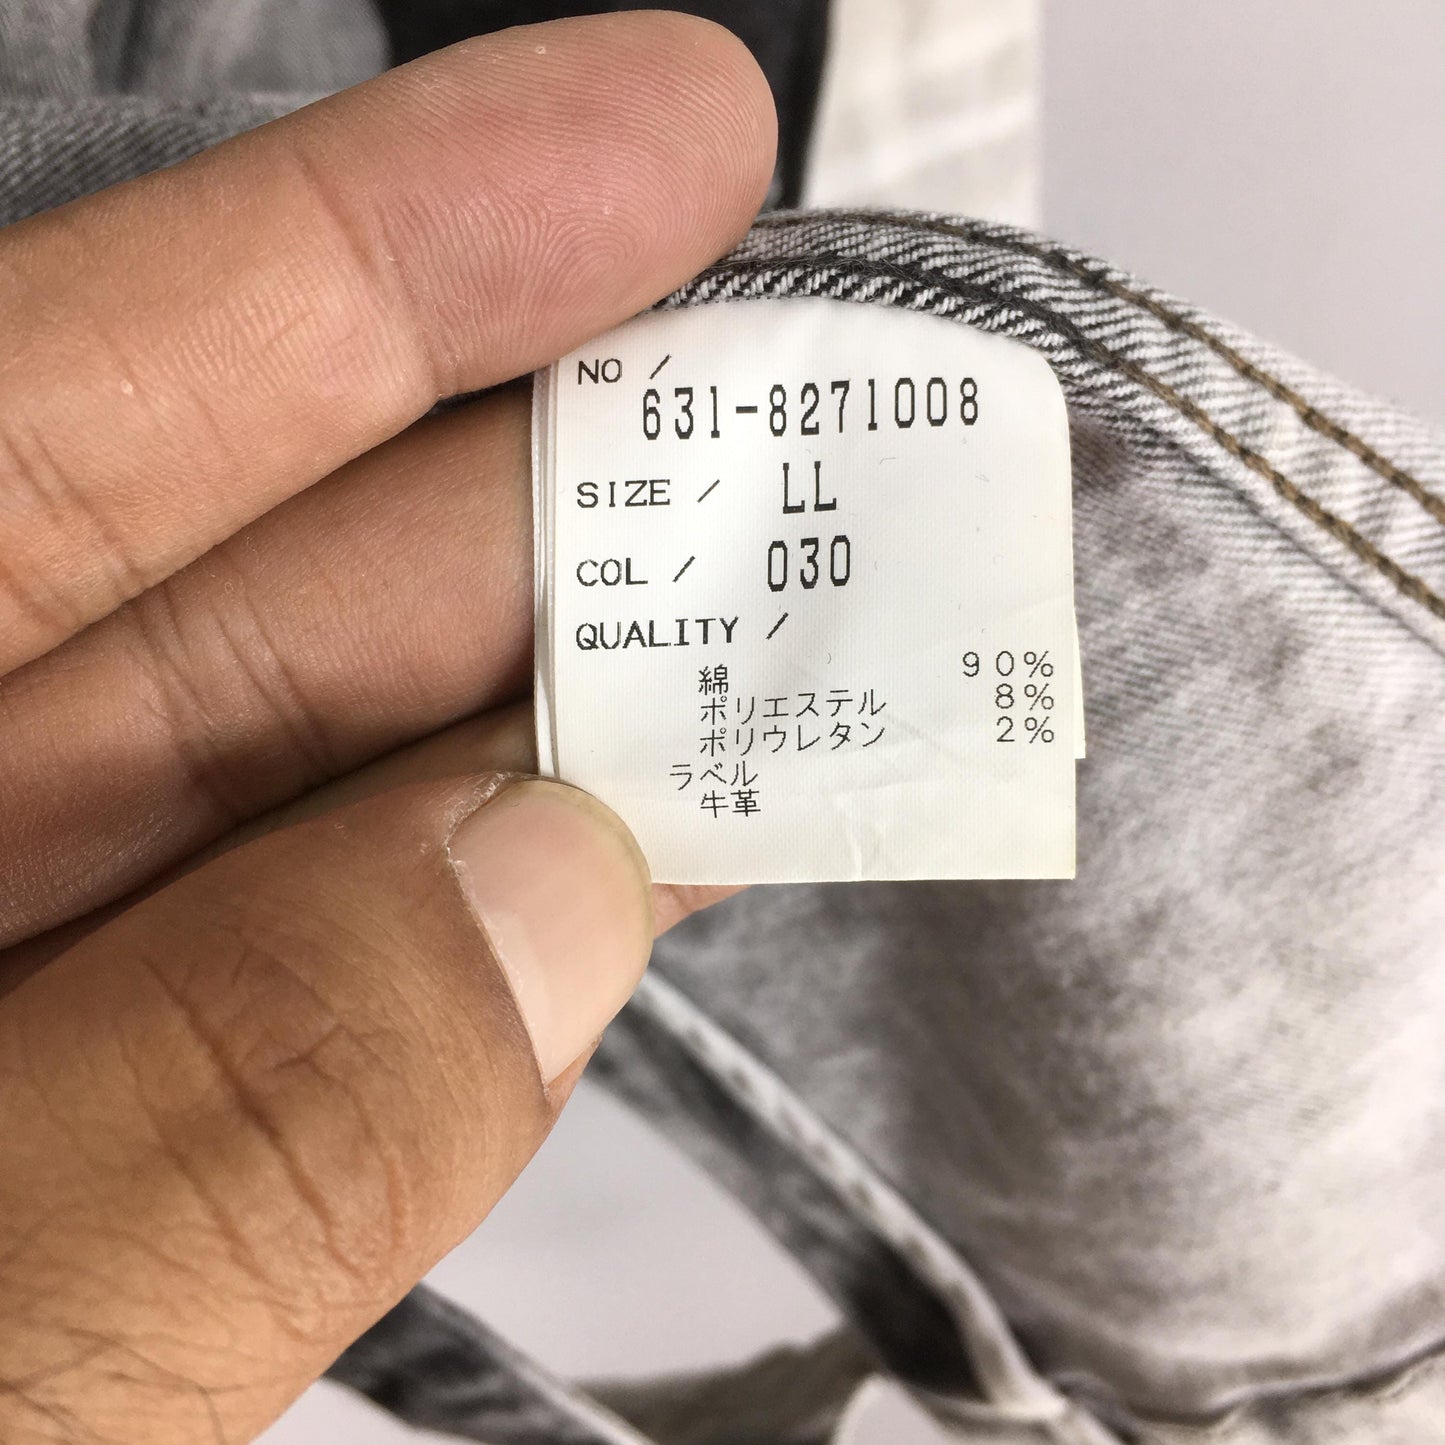 NO /
631-8271008
SIZE / LL
COL / 030
QUALITY /
綿 90%
ポリエステル 8%
ポリウレタン 2%
ラベル
牛革